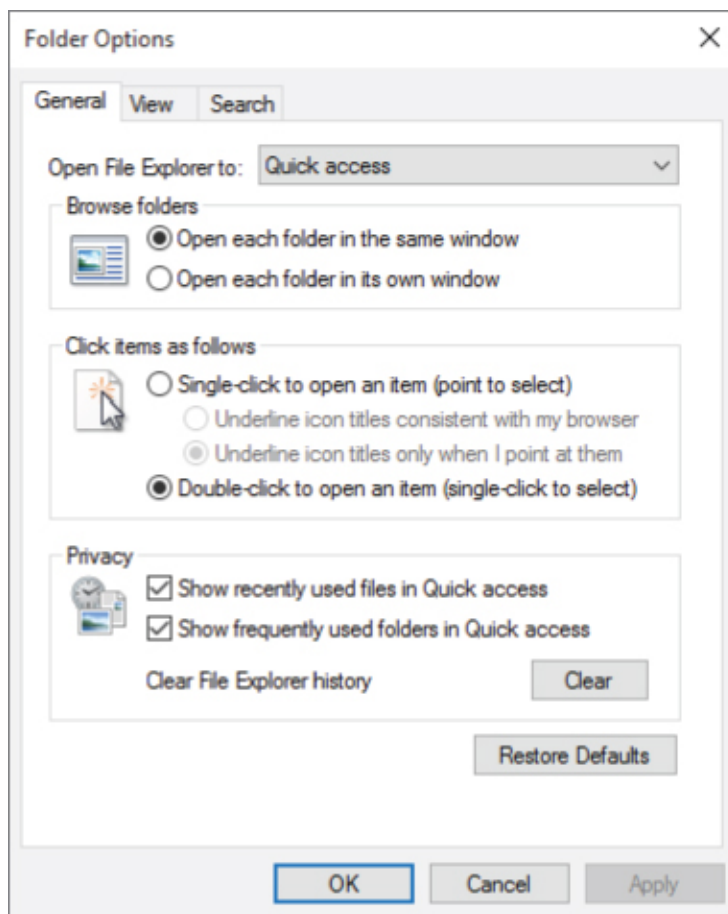 Folder Options
General View Search
Open File Explorer to: Quick access
Browse folders
Open each folder in the same window
Open each folder in its own window
Click items as follows
Single-click to open an item (point to select)
Underline icon titles consistent with my browser
Underline icon titles only when I point at them
Double-click to open an item (single-click to select)
Privacy
Show recently used files in Quick access
Show frequently used folders in Quick access
Clear File Explorer history Clear
Restore Defaults
OK Cancel Apply